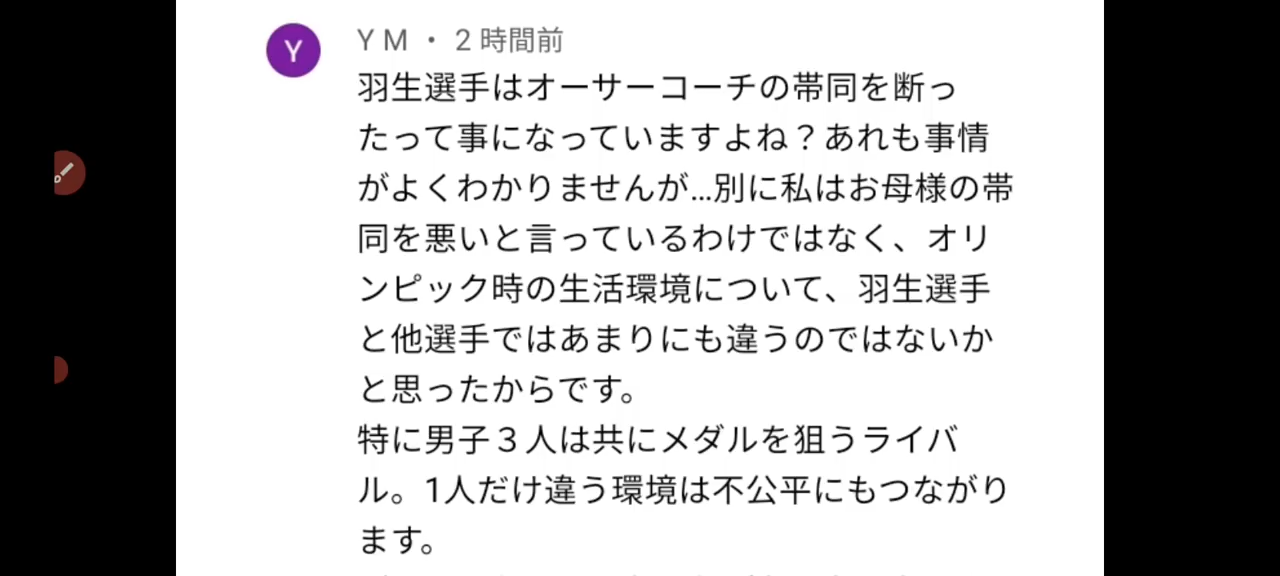 Y
Y M ・ 2 時間前
羽生選手はオーサーコーチの帯同を断っ
たって事になっていますよね？あれも事情
がよくわかりませんが...別に私はお母様の帯
同を悪いと言っているわけではなく、オリ
ンピック時の生活環境について、羽生選手
と他選手ではあまりにも違うのではないか
と思ったからです。
特に男子３人は共にメダルを狙うライバ
ル。1人だけ違う環境は不公平にもつながり
ます。